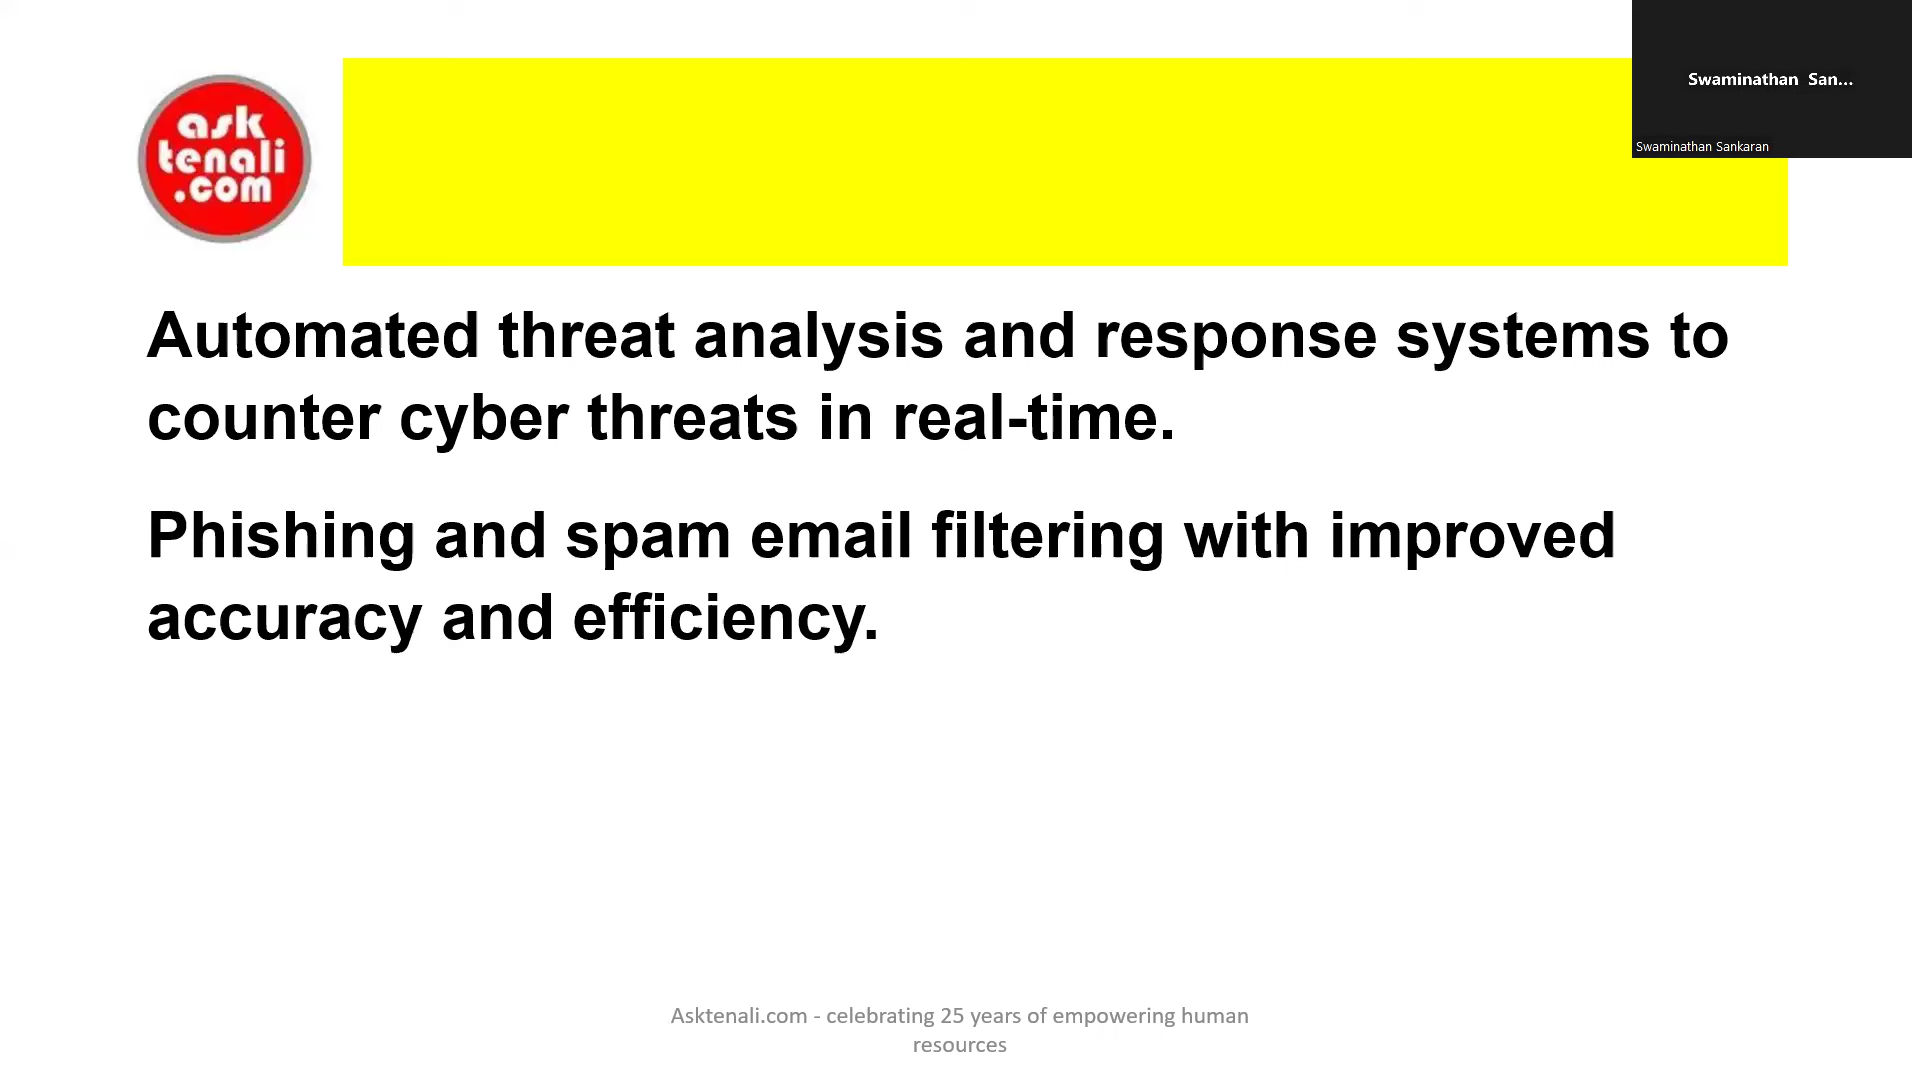 Swaminathan San...
Swaminathan Sankaran
ask
tenali
.com
Automated threat analysis and response systems to
counter cyber threats in real-time.
Phishing and spam email filtering with improved
accuracy and efficiency.
Asktenali.com - celebrating 25 years of empowering human
resources